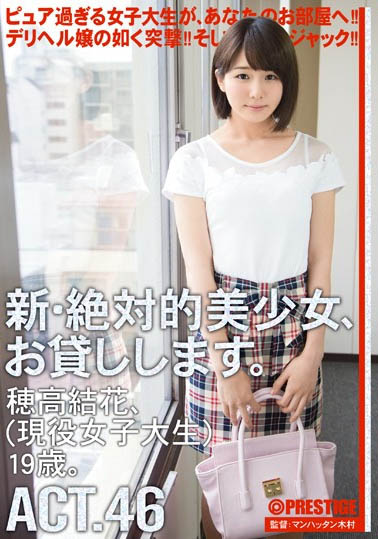 ピュア過ぎる女子大生が、あなたのお部屋へ!!
デリヘル嬢の如く突撃!!そし ジャック!!
新・絶対的美少女、
お貸しします。
穂高結花、
(現役女子大生)
19歳。
ACT.46
PRESTIGE
監督:マンハッタン木村